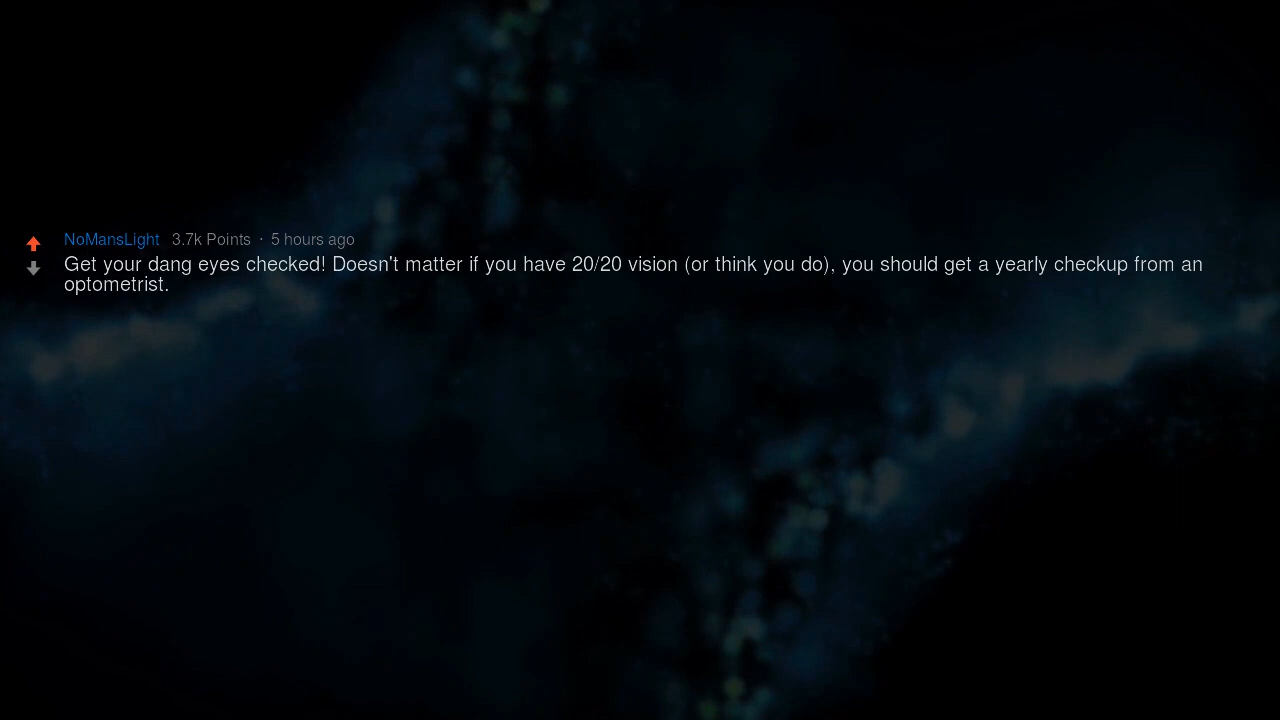 NoMansLight 3.7k Points · 5 hours ago
Get your dang eyes checked! Doesn't matter if you have 20/20 vision (or think you do), you should get a yearly checkup from an
optometrist.